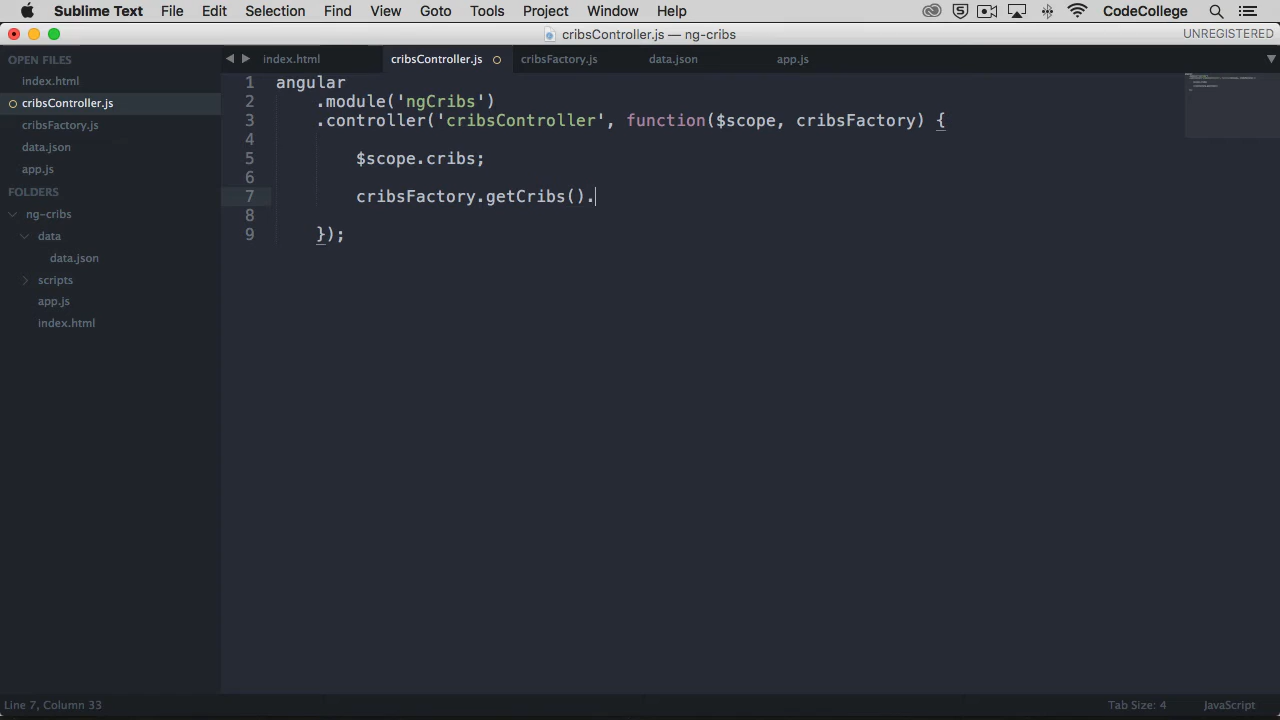 Sublime Text File Edit Selection Find View Goto Tools Project Window Help CodeCollege
cribsController.js — ng-cribs UNREGISTERED
OPEN FILES
index.html
cribsController.js
cribsFactory.js
data.json
app.js
FOLDERS
ng-cribs
data
data.json
scripts
app.js
index.html
index.html cribsController.js cribsFactory.js data.json app.js
1 angular
2 .module('ngCribs')
3 .controller('cribsController', function($scope, cribsFactory) {
4
5 $scope.cribs;
6
7 cribsFactory.getCribs().
8
9 });
Line 7, Column 33 Tab Size: 4 JavaScript